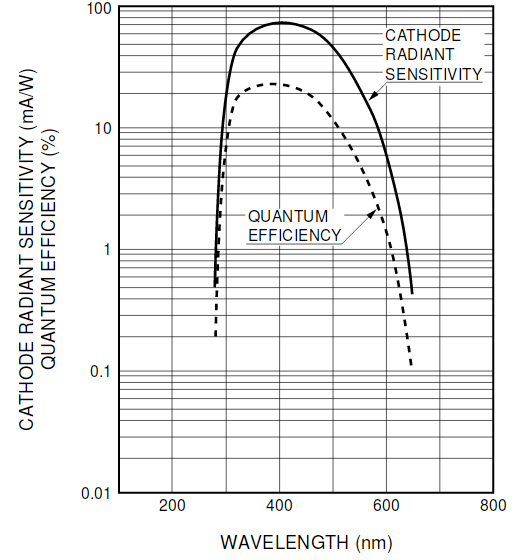 100
10
1
0.1
0.01
200
400
600
800
WAVELENGTH (nm)
CATHODE RADIANT SENSITIVITY (mA/W)
QUANTUM EFFICIENCY (%)
CATHODE
RADIANT
SENSITIVITY
QUANTUM
EFFICIENCY